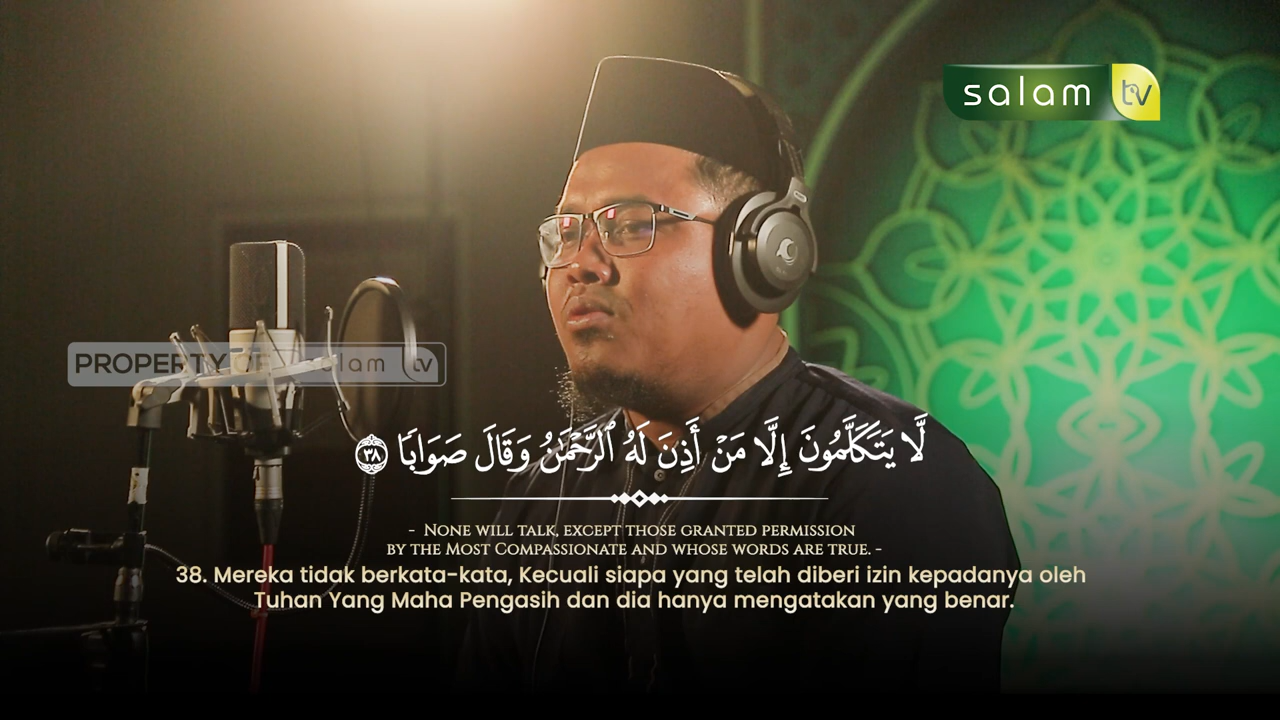 salam tv
PROPERTY OF salam tv
لَّا يَتَكَلَّمُونَ إِلَّا مَنْ أَذِنَ لَهُ ٱلرَّحْمَٰنُ وَقَالَ صَوَابًا ٣٨
- None will talk, except those granted permission
by the Most Compassionate and whose words are true. -
38. Mereka tidak berkata-kata, Kecuali siapa yang telah diberi izin kepadanya oleh
Tuhan Yang Maha Pengasih dan dia hanya mengatakan yang benar.